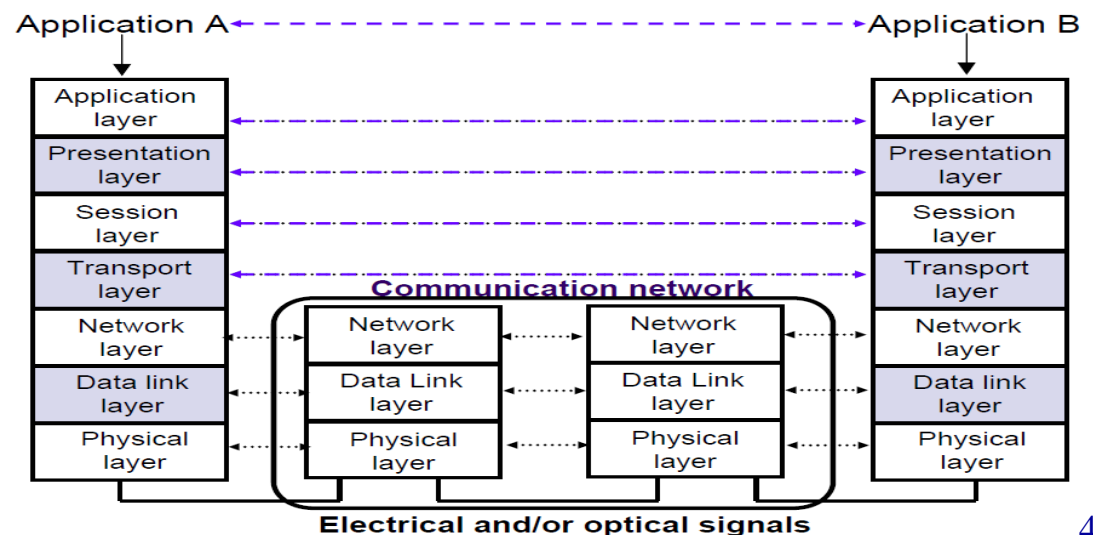 Application A
Application B
Application
layer
Presentation
layer
Session
layer
Transport
layer
Network
layer
Data link
layer
Physical
layer
Communication network
Network
layer
Data Link
layer
Physical
layer
Network
layer
Data Link
layer
Physical
layer
Application
layer
Presentation
layer
Session
layer
Transport
layer
Network
layer
Data link
layer
Physical
layer
Electrical and/or optical signals
4